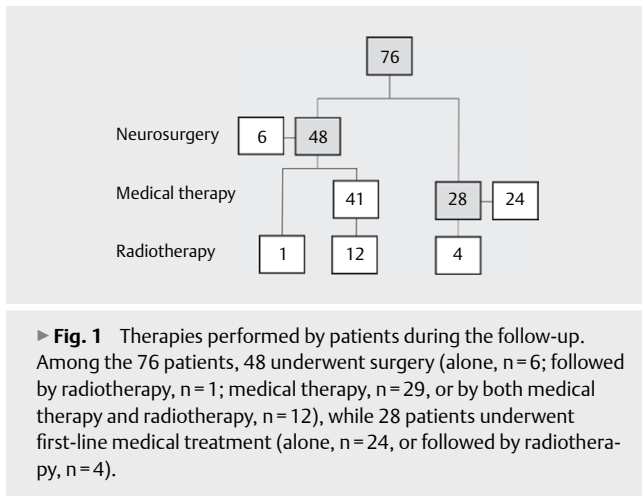 76
Neurosurgery 6 48
Medical therapy 41 28 24
Radiotherapy 1 12 4
▶ Fig. 1 Therapies performed by patients during the follow-up.
Among the 76 patients, 48 underwent surgery (alone, n = 6; followed
by radiotherapy, n = 1; medical therapy, n = 29, or by both medical
therapy and radiotherapy, n = 12), while 28 patients underwent
first-line medical treatment (alone, n = 24, or followed by radiothera-
py, n = 4).